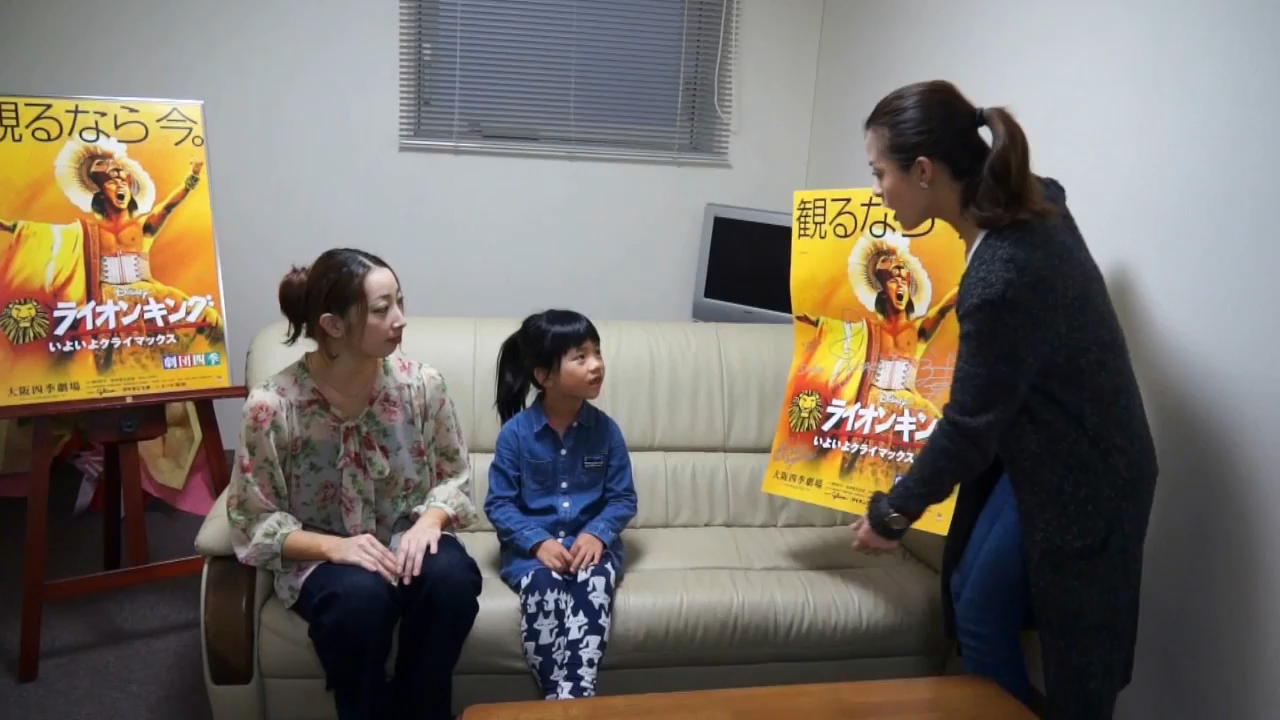 観るなら今。
Disney
ライオンキング
いよいよクライマックス
劇団四季
大阪四季劇場
観るなら
Disney
ライオンキン
いよいよクライマックス
大阪四季劇場